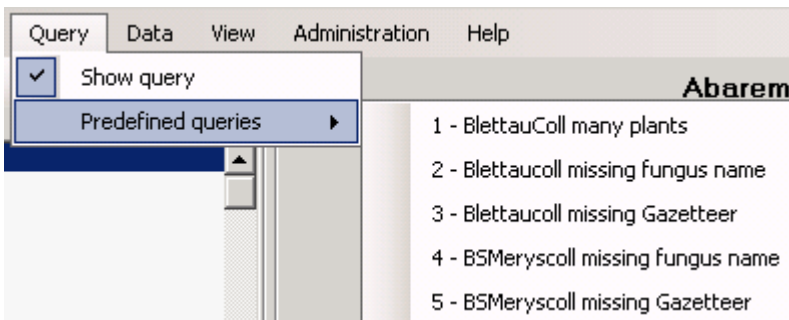 Query Data View Administration Help
Show query
Abarem
Predefined queries
1 - BlettauColl many plants
2 - Blettaucoll missing fungus name
3 - Blettaucoll missing Gazetteer
4 - BSMeryscoll missing fungus name
5 - BSMeryscoll missing Gazetteer